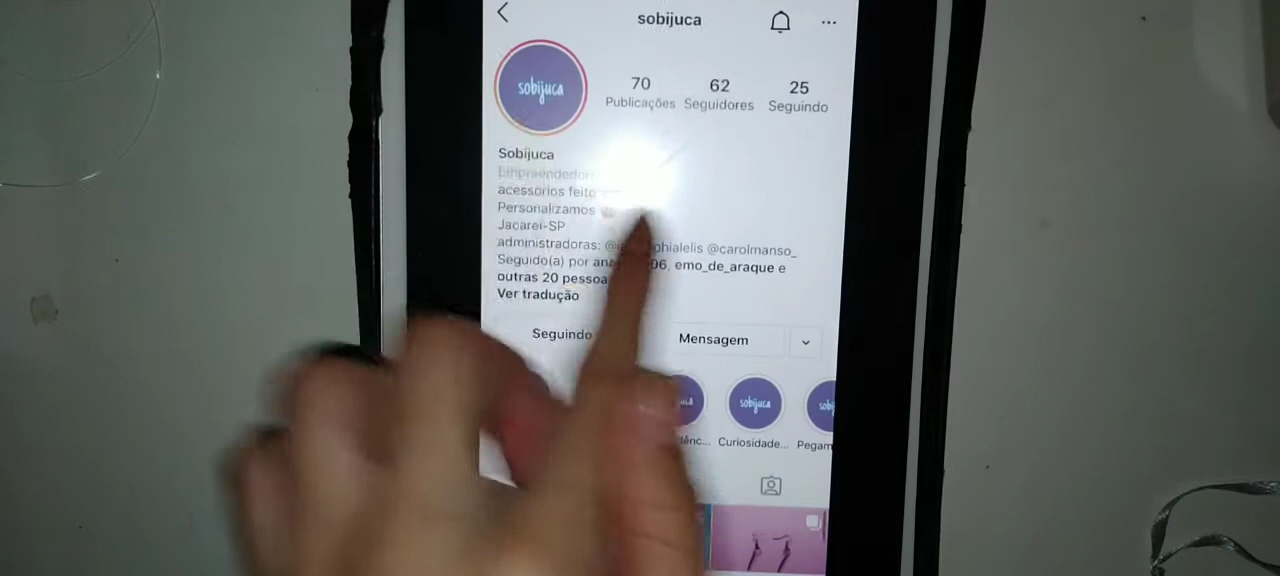 sobijuca
sobijuca
70
Publicações
62
Seguidores
25
Seguindo
Sobijuca
acessorios feito
Personalizamos
Jacareí-SP
administradoras: @carolmanso_
Seguido(a) por emo_de_araque e
outras 20 pessoa
Ver tradução
Seguindo
Mensagem
sobijuca
Curiosidade...
Pegam